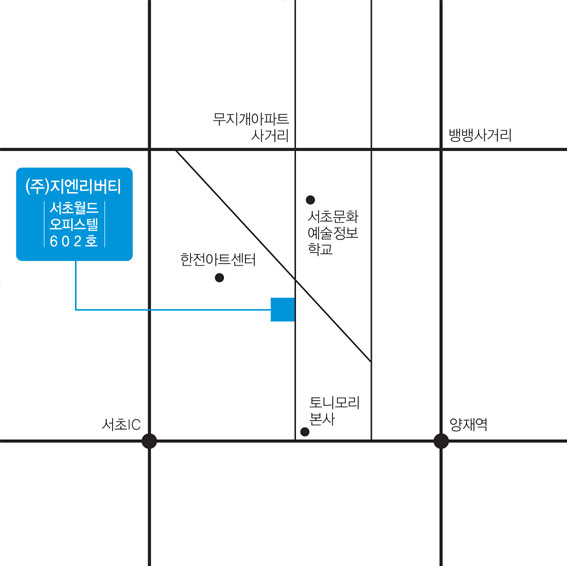 무지개아파트
사거리
뱅뱅사거리
(주)지엔리버티
서초월드
오피스텔
602호
서초문화
예술정보
학교
한전아트센터
토니모리
본사
서초IC
양재역